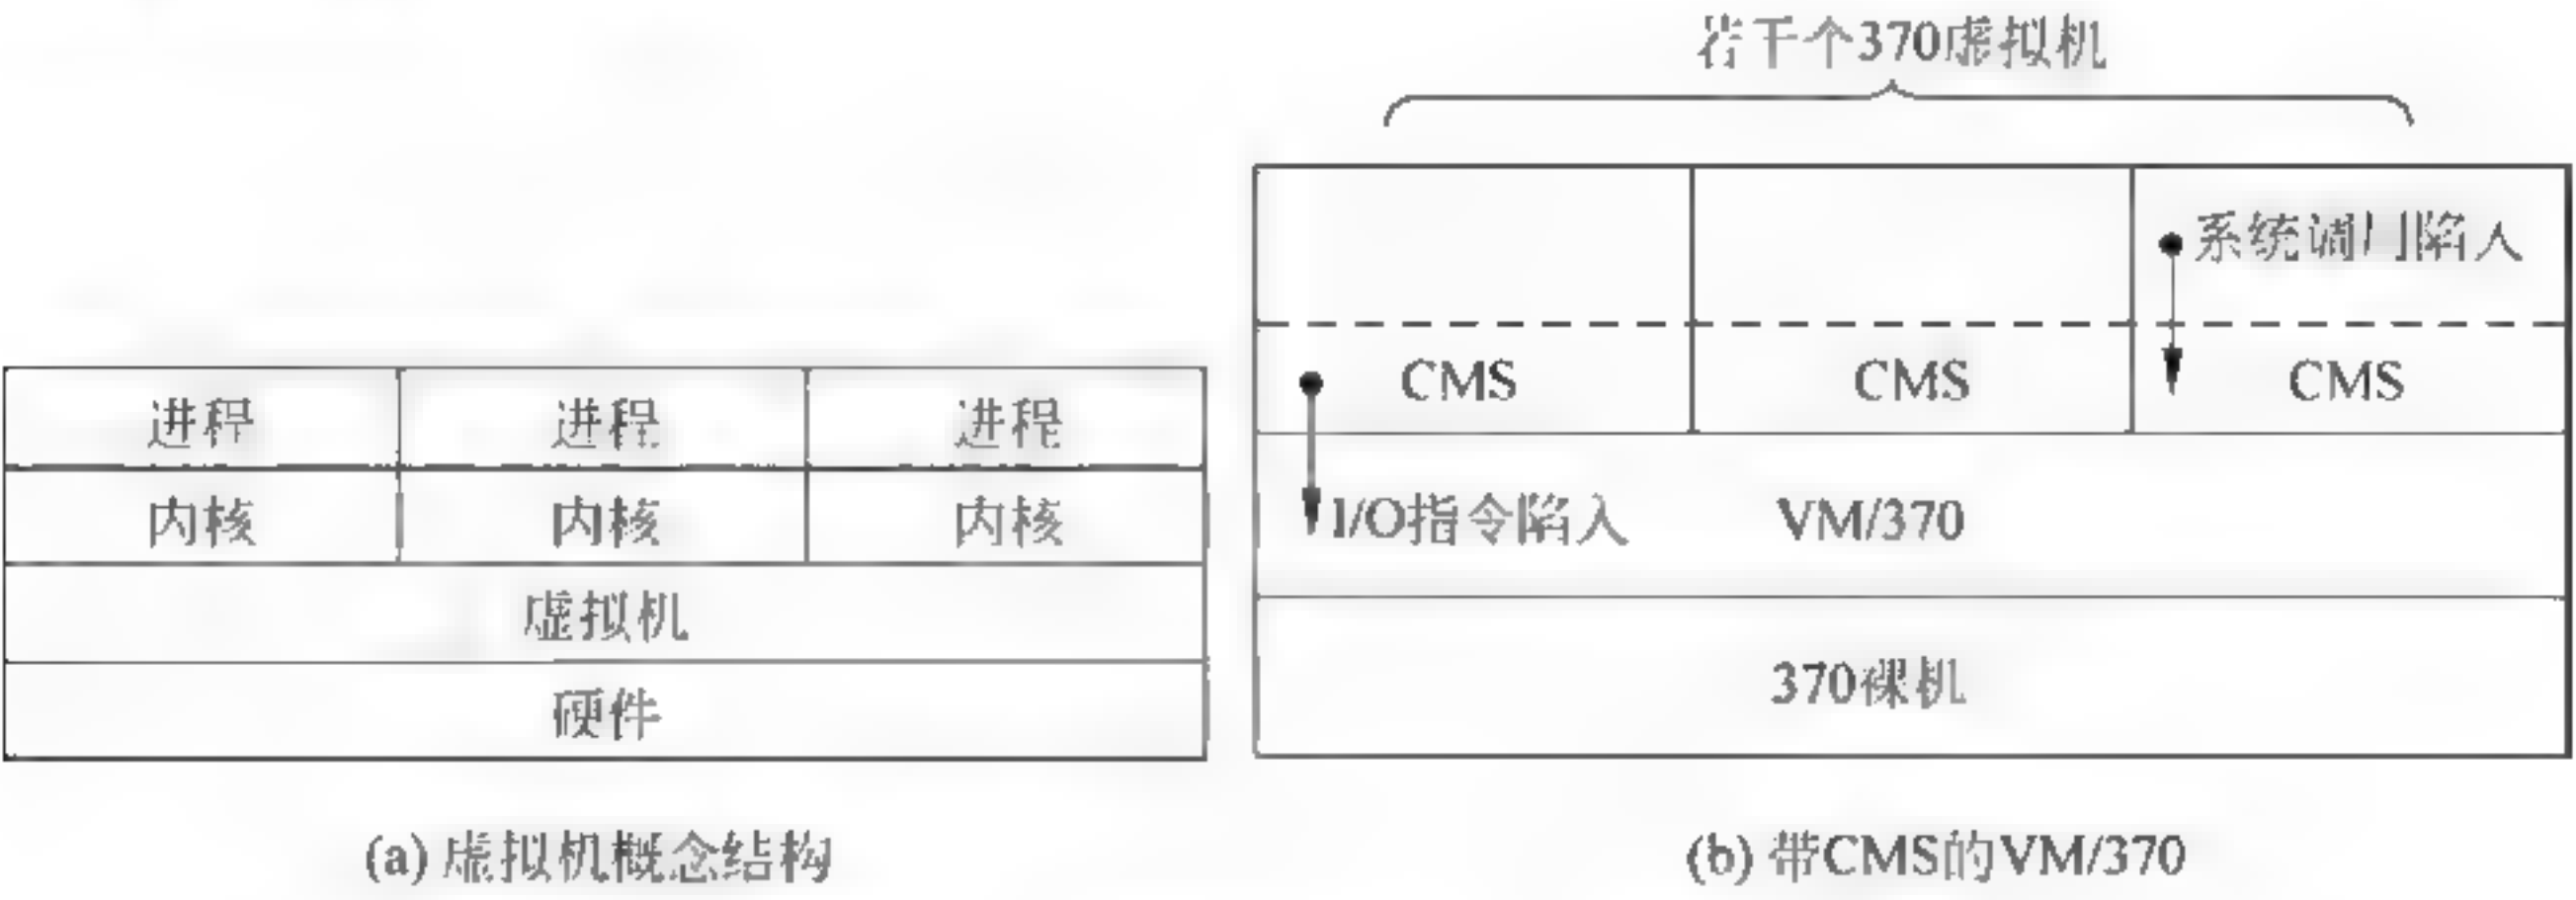 若干个370虚拟机
系统调用陷入
CMS CMS CMS
I/O指令陷入 VM/370
370裸机
进程 进程 进程
内核 内核 内核
虚拟机
硬件
(a) 虚拟机概念结构
(b) 带CMS的VM/370